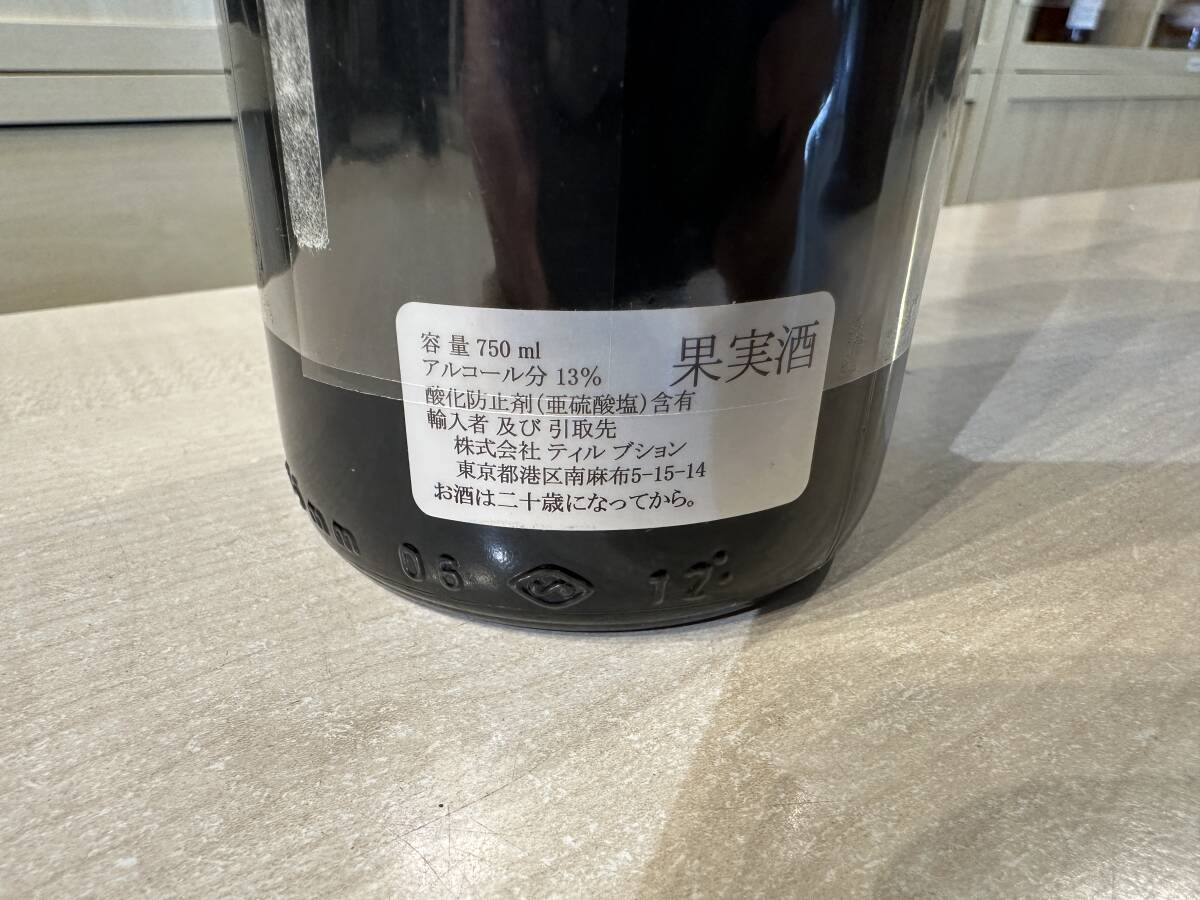 容量 750 ml
果実酒
アルコール分 13%
酸化防止剤(亜硫酸塩)含有
輸入者 及び 引取先
株式会社 ティル ブション
東京都港区南麻布5-15-14
お酒は二十歳になってから。
mm 06 12